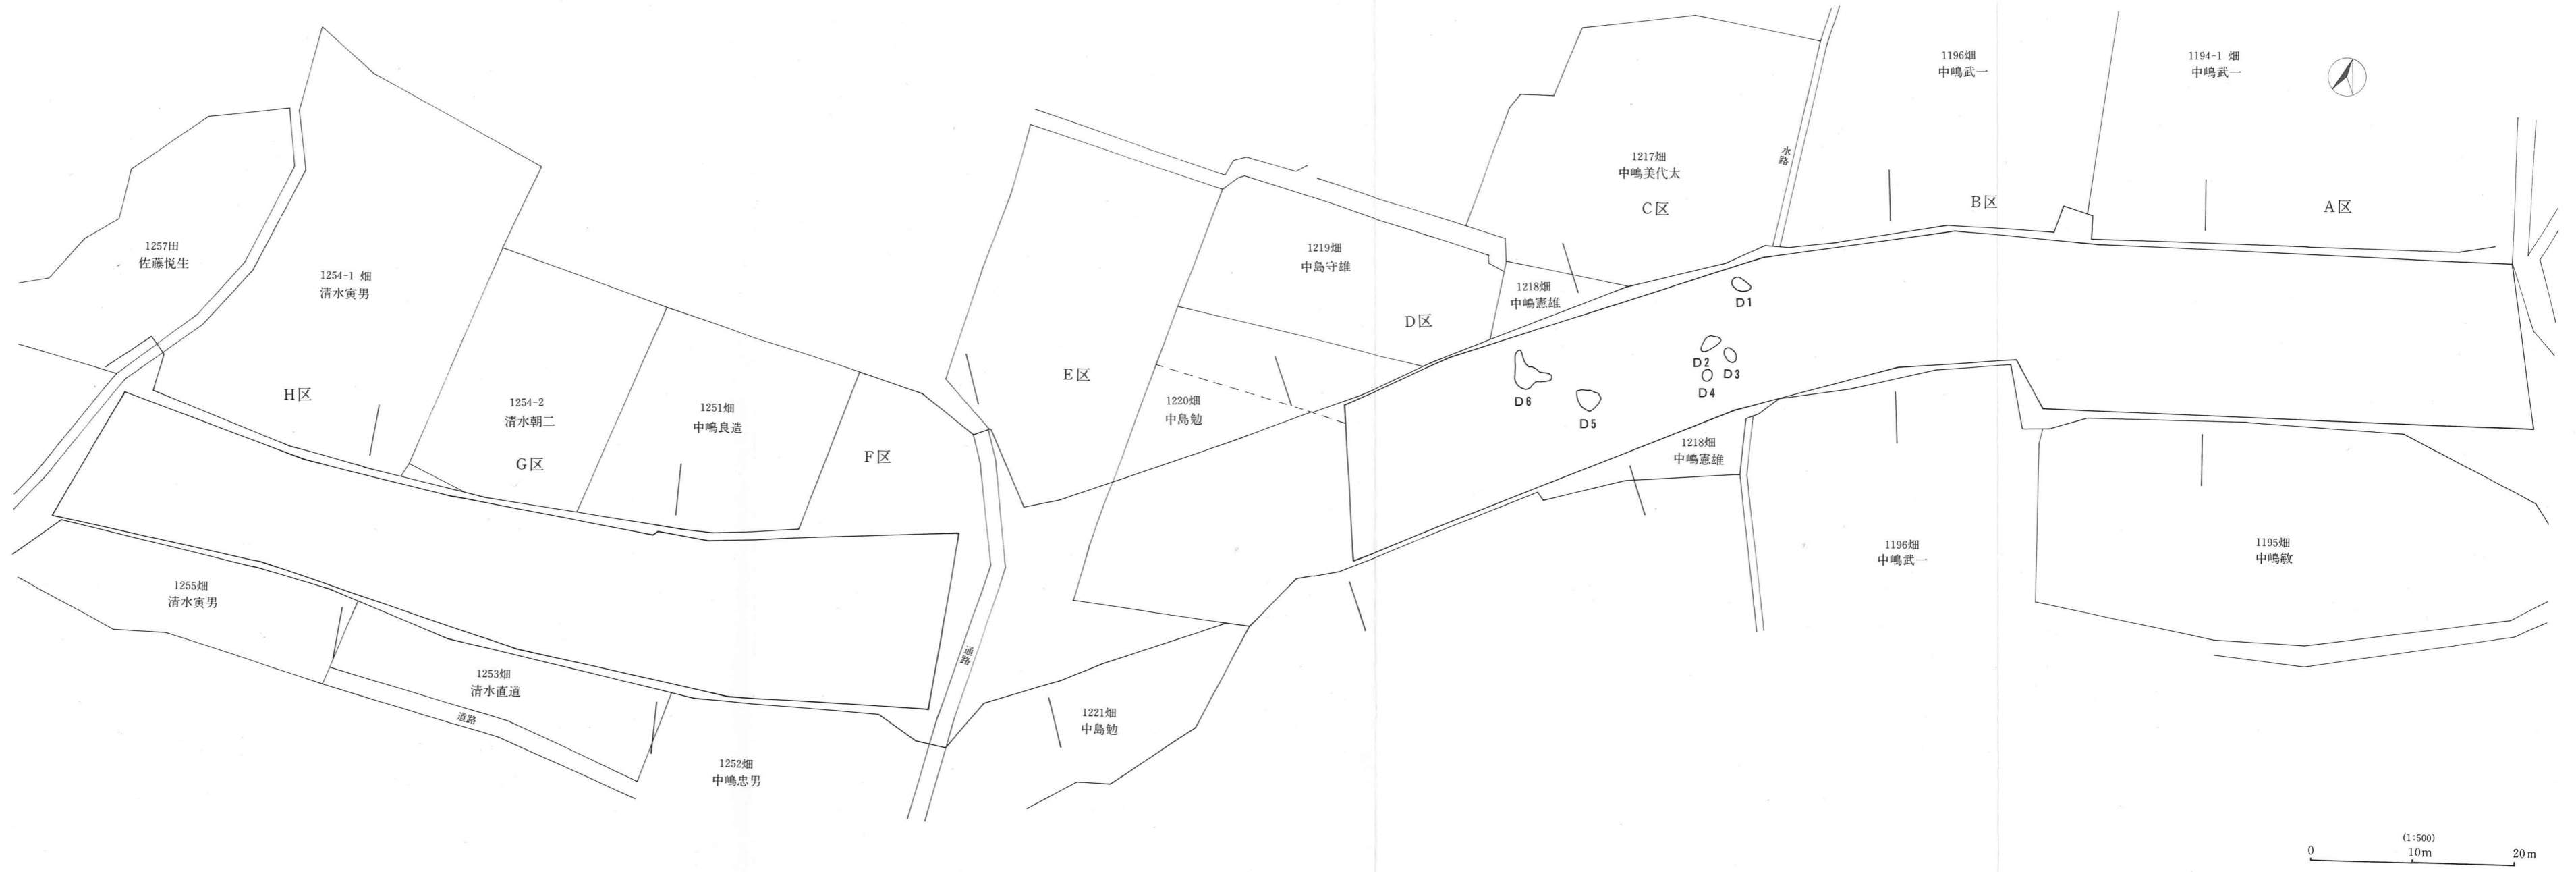 1196畑
中嶋武一
1194-1 畑
中嶋武一
1217畑
中嶋美代太
水路
C区
B区
A区
1257田
佐藤悦生
1254-1 畑
清水寅男
1219畑
中島守雄
1218畑
中嶋憲雄
D区
D1
D2
D3
D4
D5
D6
E区
1220畑
中島勉
H区
1254-2
清水朝二
G区
1251畑
中嶋良造
F区
1218畑
中嶋憲雄
1196畑
中嶋武一
1195畑
中嶋敏
1255畑
清水寅男
1253畑
清水直道
道路
1252畑
中嶋忠男
1221畑
中島勉
(1:500)
0 10m 20m